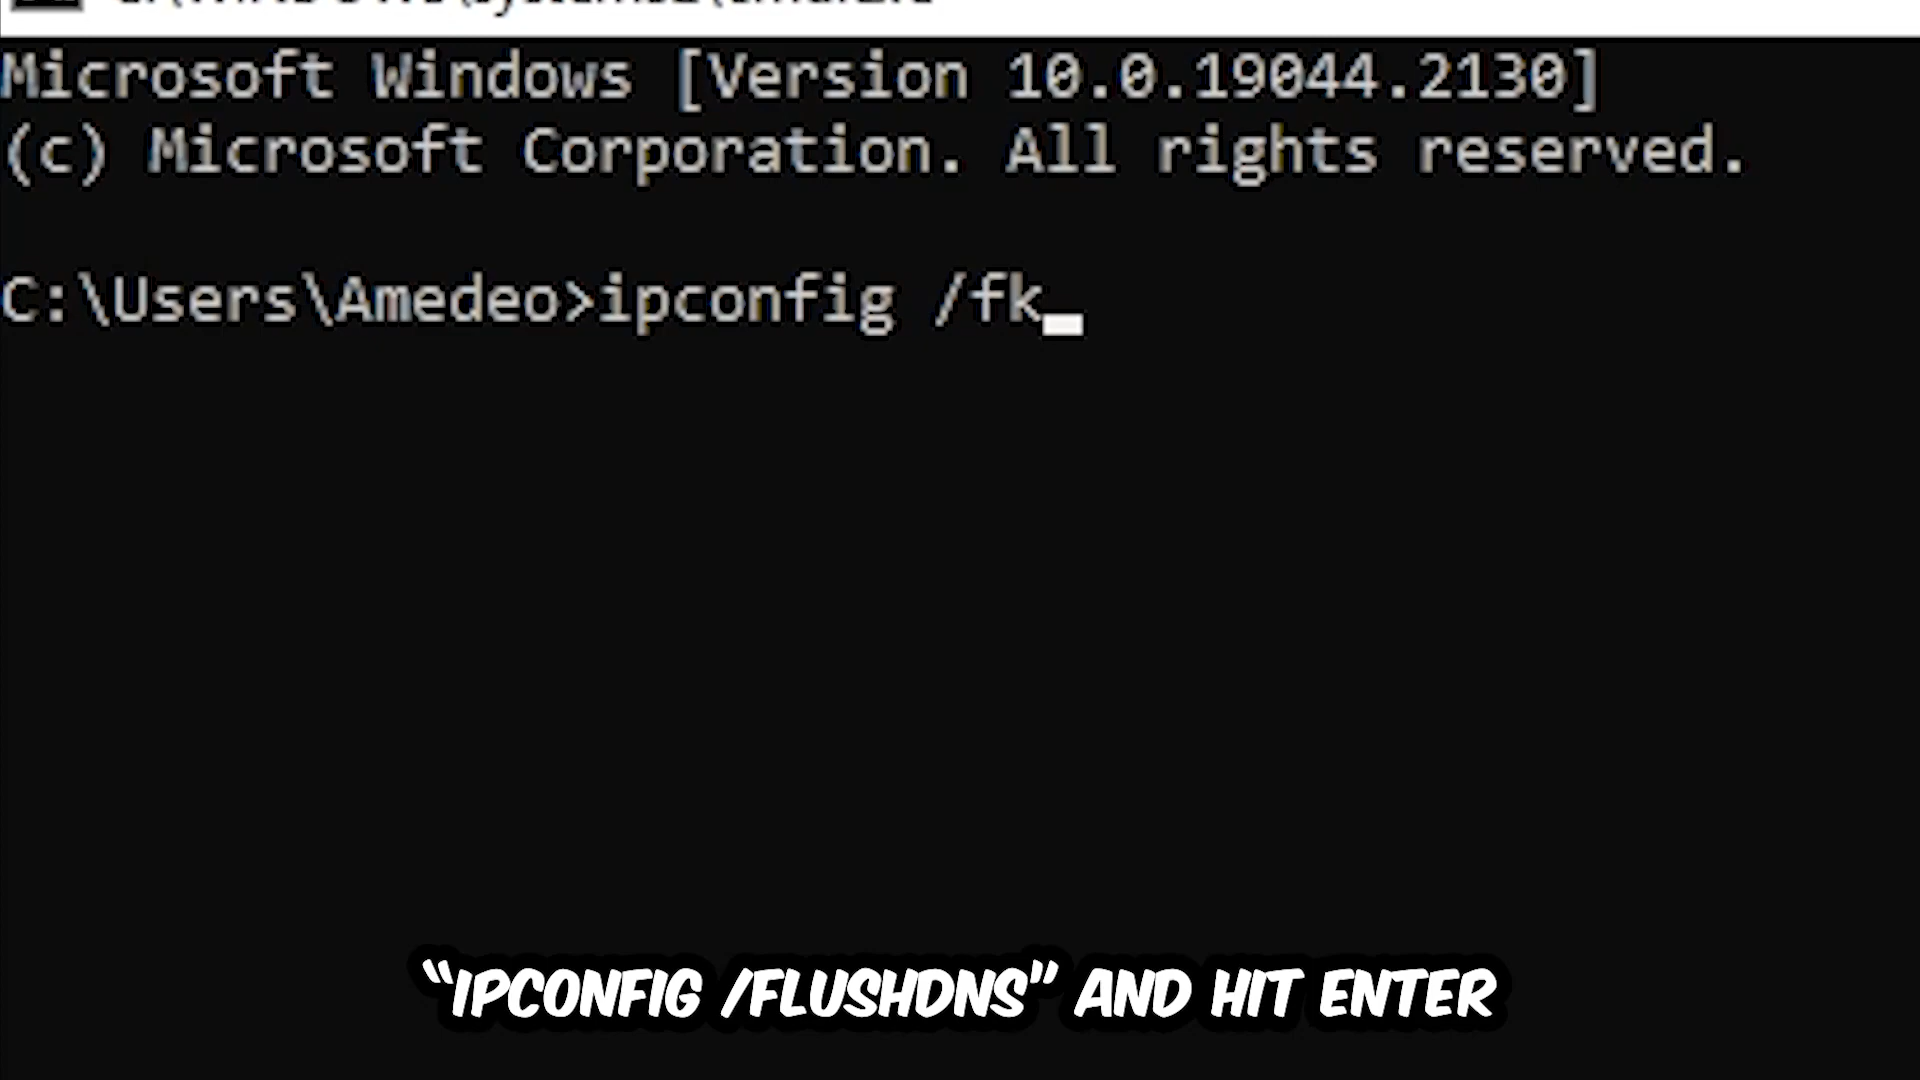 Microsoft Windows [Version 10.0.19044.2130]
(c) Microsoft Corporation. All rights reserved.
C:\Users\Amedeo>ipconfig /fk
“IPCONFIG /FLUSHDNS” AND HIT ENTER